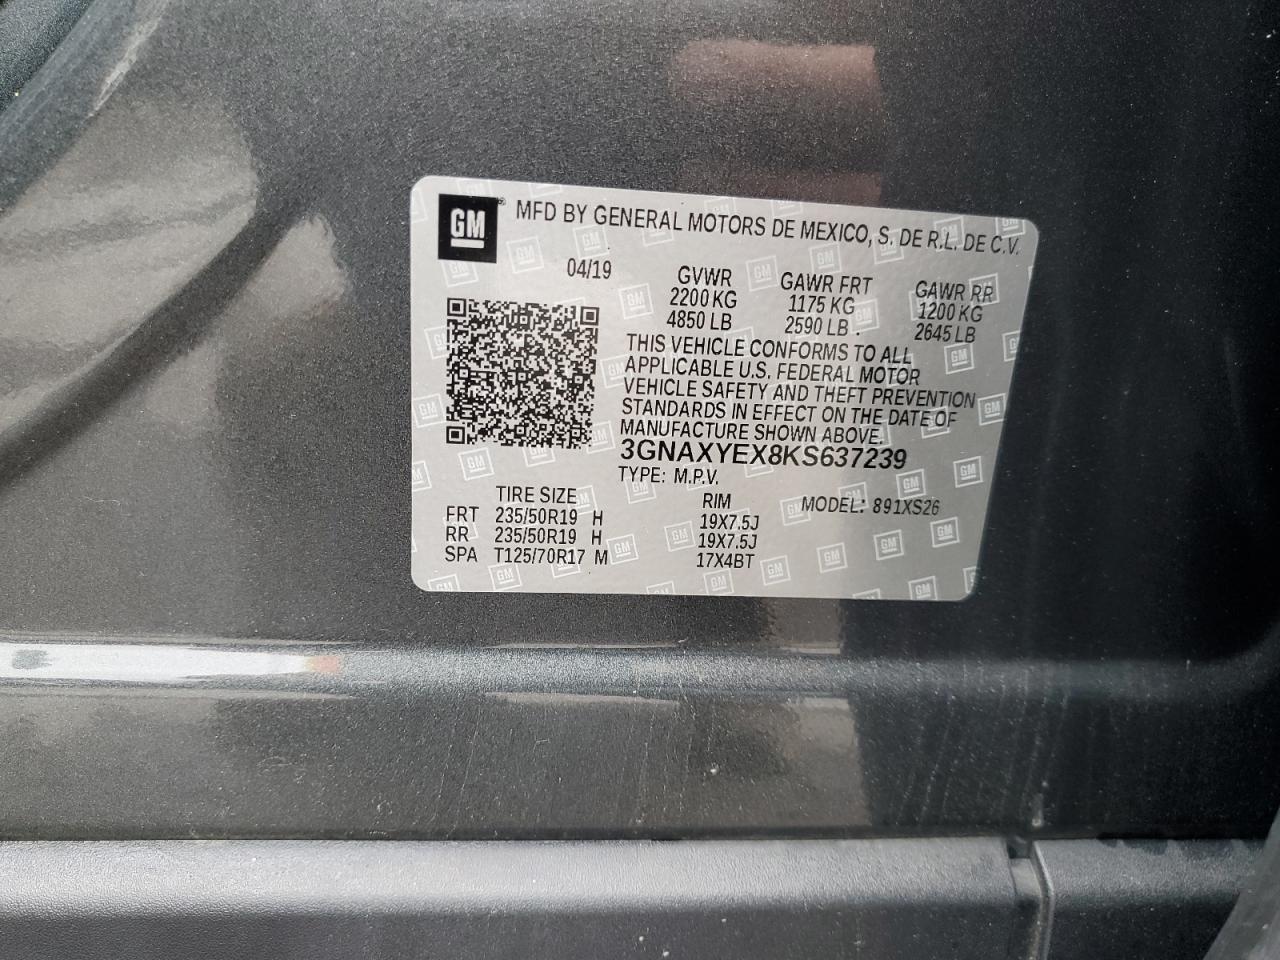 GM
MFD BY GENERAL MOTORS DE MEXICO, S. DE R.L. DE C.V.
04/19
GVWR GAWR FRT GAWR RR
2200 KG 1175 KG 1200 KG
4850 LB 2590 LB 2645 LB
THIS VEHICLE CONFORMS TO ALL
APPLICABLE U.S. FEDERAL MOTOR
VEHICLE SAFETY AND THEFT PREVENTION
STANDARDS IN EFFECT ON THE DATE OF
MANUFACTURE SHOWN ABOVE.
3GNAXYEX8KS637239
TYPE: M.P.V.
TIRE SIZE RIM MODEL: 891XS26
FRT 235/50R19 H 19X7.5J
RR 235/50R19 H 19X7.5J
SPA T125/70R17 M 17X4BT